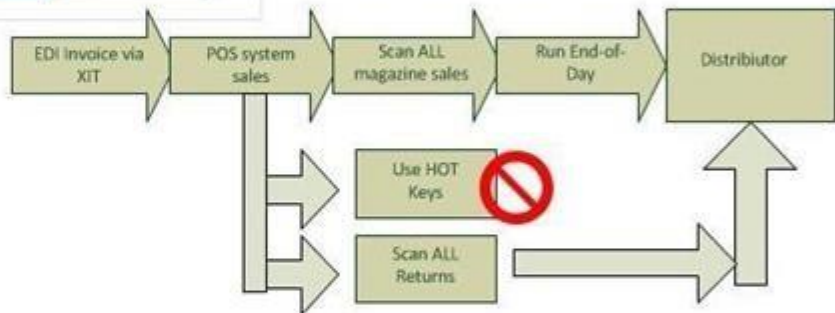 EDI Invoice via
XIT
POS system
sales
Scan ALL
magazine sales
Run End-of-
Day
Distribiutor
Use HOT
Keys
Scan ALL
Returns